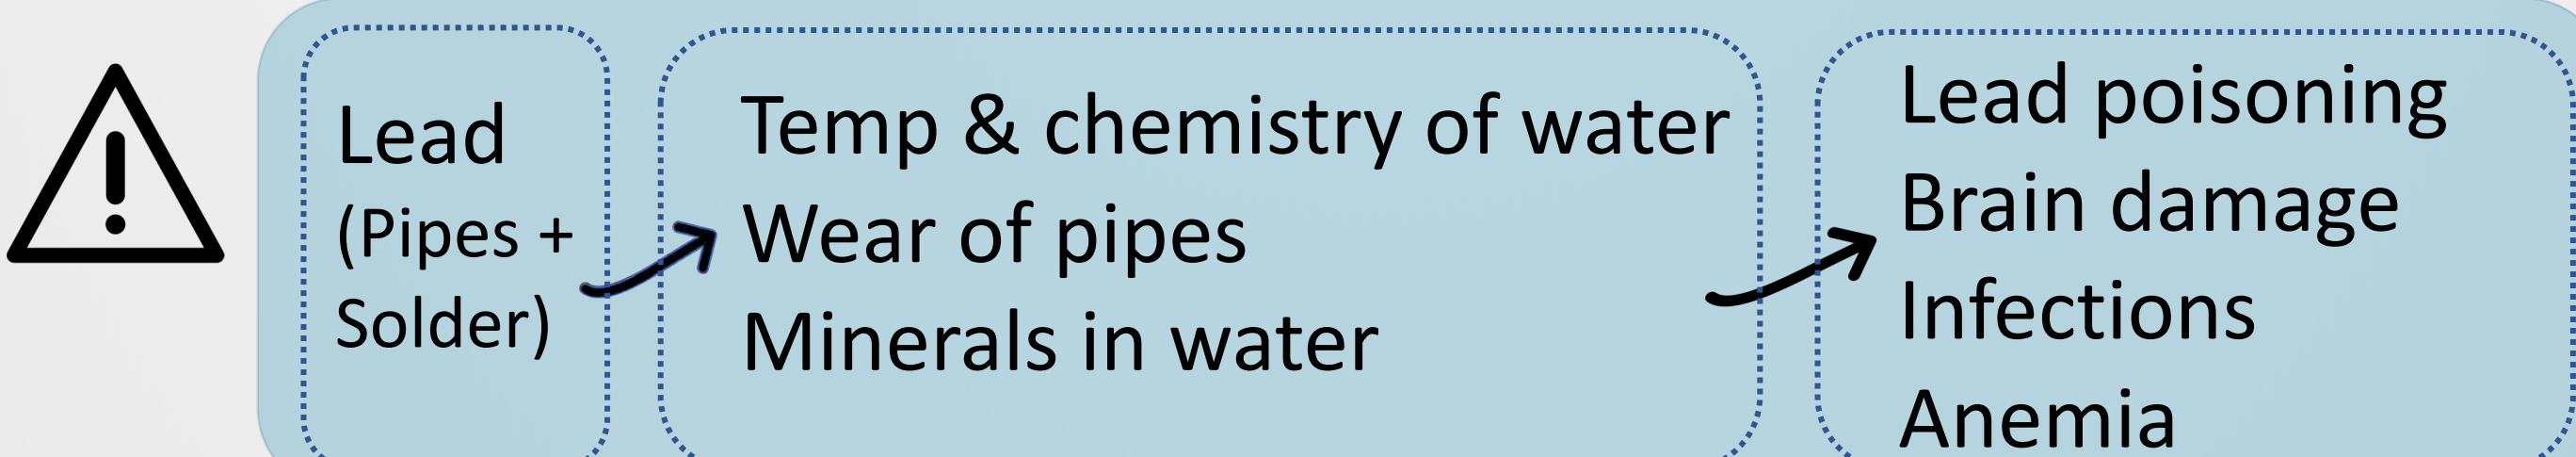 Lead
(Pipes +
Solder)
Temp & chemistry of water
Wear of pipes
Minerals in water
Lead poisoning
Brain damage
Infections
Anemia